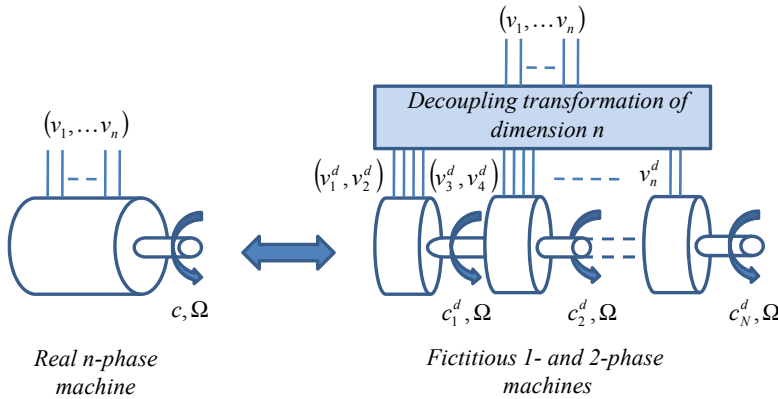 (v₁,…vₙ)
Decoupling transformation of
dimension n
(v₁,…vₙ)
(v₁ᵈ,v₂ᵈ) (v₃ᵈ,v₄ᵈ) vₙᵈ
c,Ω
c₁ᵈ,Ω c₂ᵈ,Ω c_Nᵈ,Ω
Real n-phase
machine
Fictitious 1- and 2-phase
machines